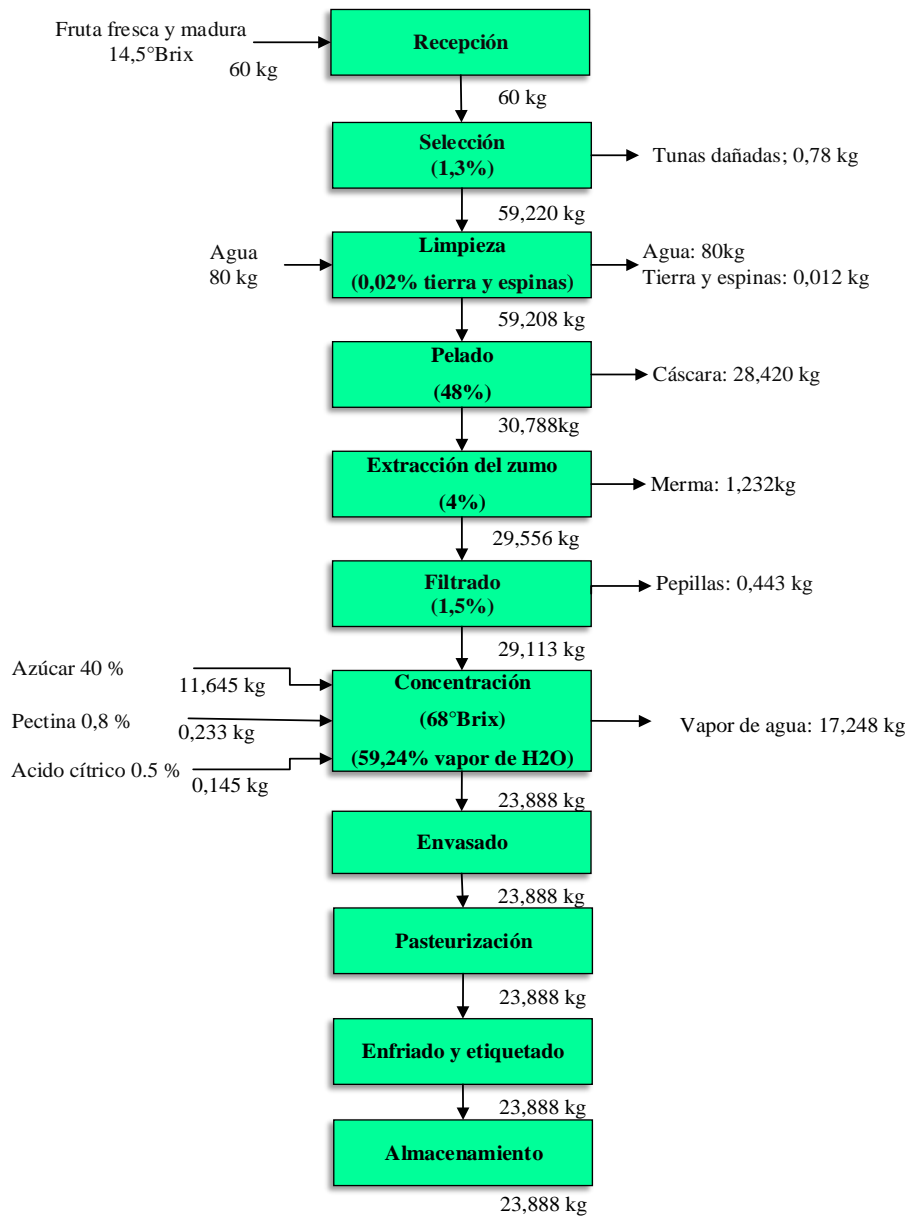 Fruta fresca y madura
14,5°Brix
60 kg
Recepción
60 kg
Selección
(1,3%)
Tunas dañadas; 0,78 kg
59,220 kg
Agua
80 kg
Limpieza
(0,02% tierra y espinas)
Agua: 80kg
Tierra y espinas: 0,012 kg
59,208 kg
Pelado
(48%)
Cáscara: 28,420 kg
30,788kg
Extracción del zumo
(4%)
Merma: 1,232kg
29,556 kg
Filtrado
(1,5%)
Pepillas: 0,443 kg
29,113 kg
Azúcar 40 %
11,645 kg
Pectina 0,8 %
0,233 kg
Acido cítrico 0.5 %
0,145 kg
Concentración
(68°Brix)
(59,24% vapor de H2O)
Vapor de agua: 17,248 kg
23,888 kg
Envasado
23,888 kg
Pasteurización
23,888 kg
Enfriado y etiquetado
23,888 kg
Almacenamiento
23,888 kg